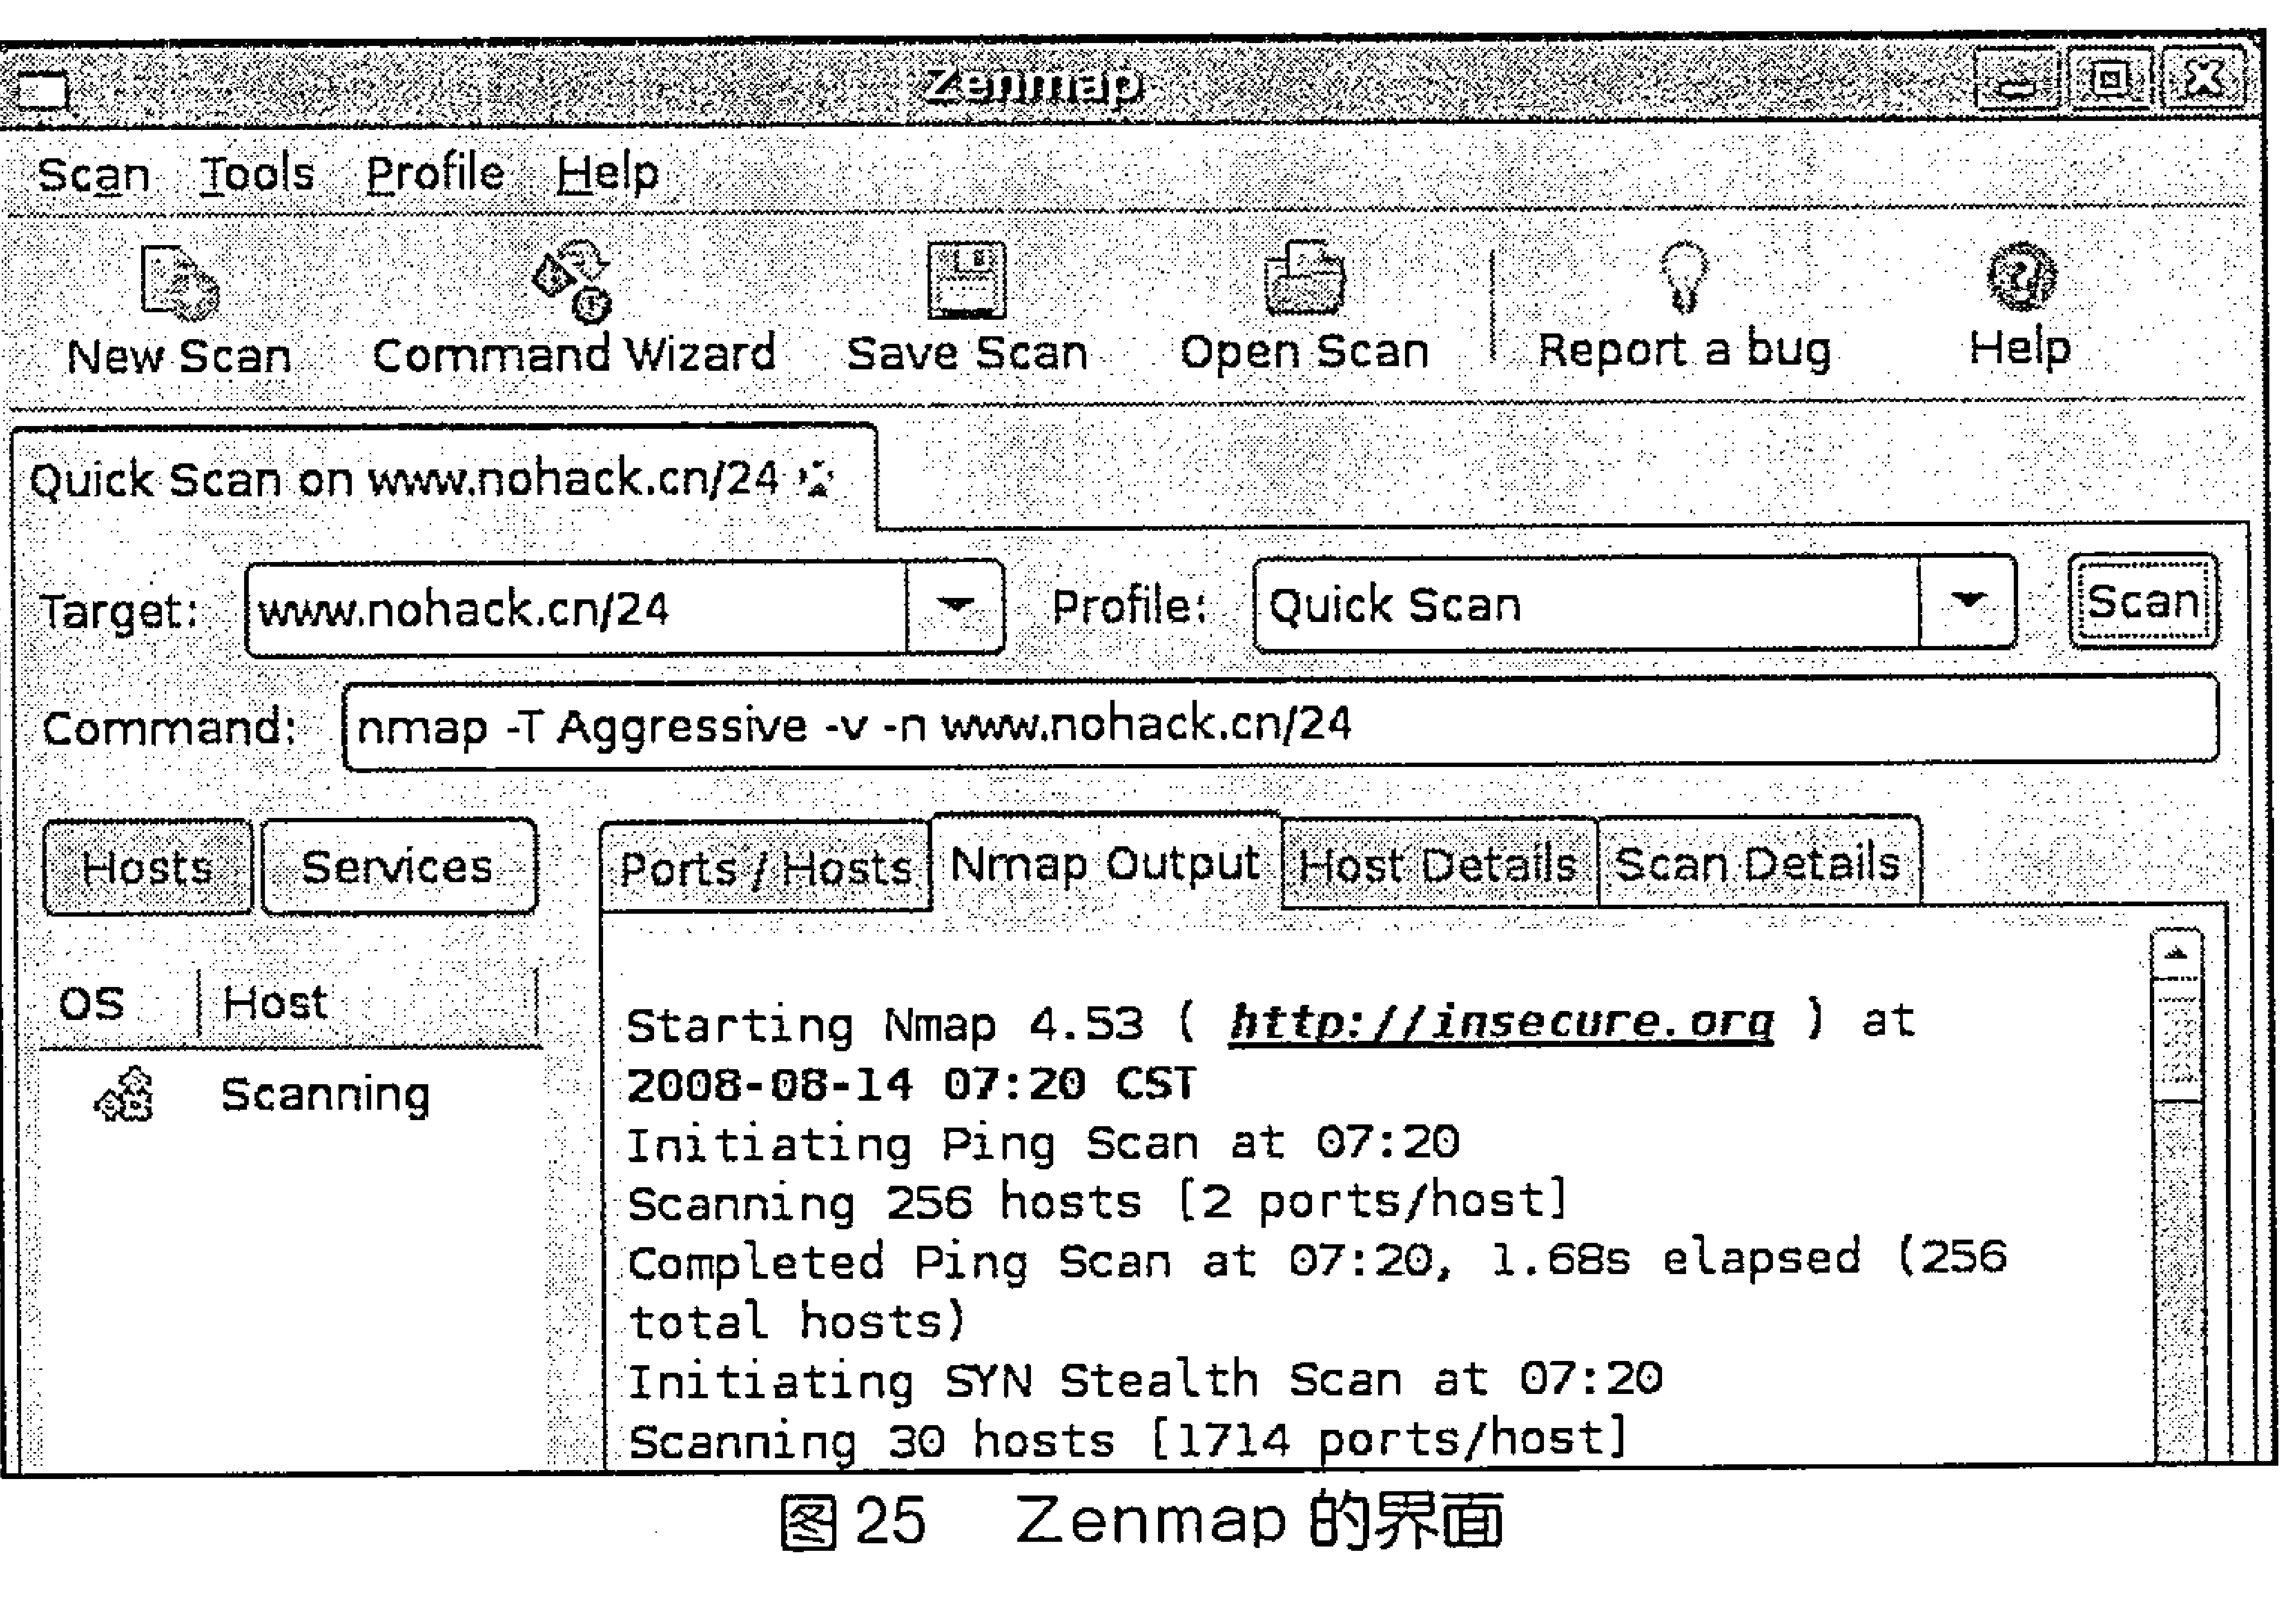 Zenmap
Scan Tools Profile Help
New Scan Command Wizard Save Scan Open Scan Report a bug Help
Quick Scan on www.nohack.cn/24
Target: www.nohack.cn/24 Profile: Quick Scan Scan
Command: nmap -T Aggressive -v -n www.nohack.cn/24
Hosts Services Ports / Hosts Nmap Output Host Details Scan Details
OS Host
Scanning
Starting Nmap 4.53 ( http://insecure.org ) at
2008-08-14 07:20 CST
Initiating Ping Scan at 07:20
Scanning 256 hosts [2 ports/host]
Completed Ping Scan at 07:20, 1.68s elapsed (256
total hosts)
Initiating SYN Stealth Scan at 07:20
Scanning 30 hosts [1714 ports/host]
图 25 Zenmap 的界面